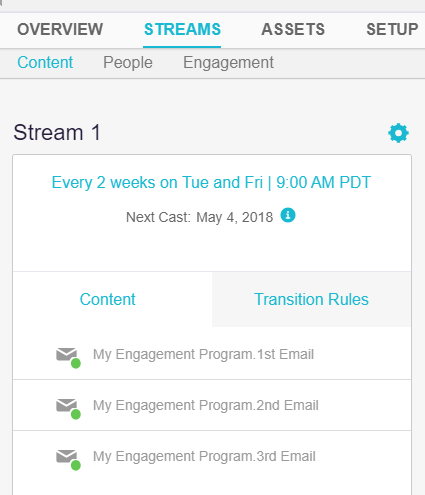 OVERVIEW STREAMS ASSETS SETUP
Content People Engagement
Stream 1
Every 2 weeks on Tue and Fri | 9:00 AM PDT
Next Cast: May 4, 2018
Content Transition Rules
My Engagement Program.1st Email
My Engagement Program.2nd Email
My Engagement Program.3rd Email